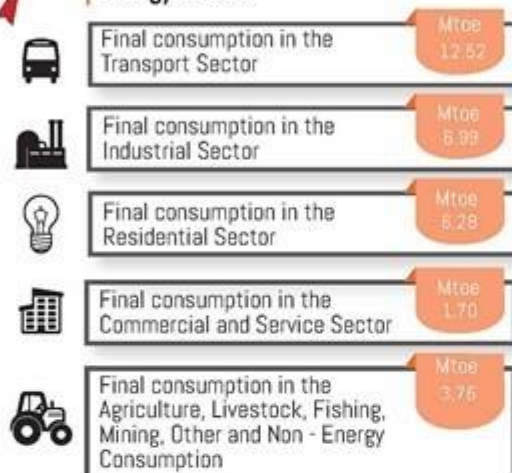 Final consumption in the
Transport Sector
Mtoe
12.52
Final consumption in the
Industrial Sector
Mtoe
6.99
Final consumption in the
Residential Sector
Mtoe
6.28
Final consumption in the
Commercial and Service Sector
Mtoe
1.70
Final consumption in the
Agriculture, Livestock, Fishing,
Mining, Other and Non - Energy
Consumption
Mtoe
3.76